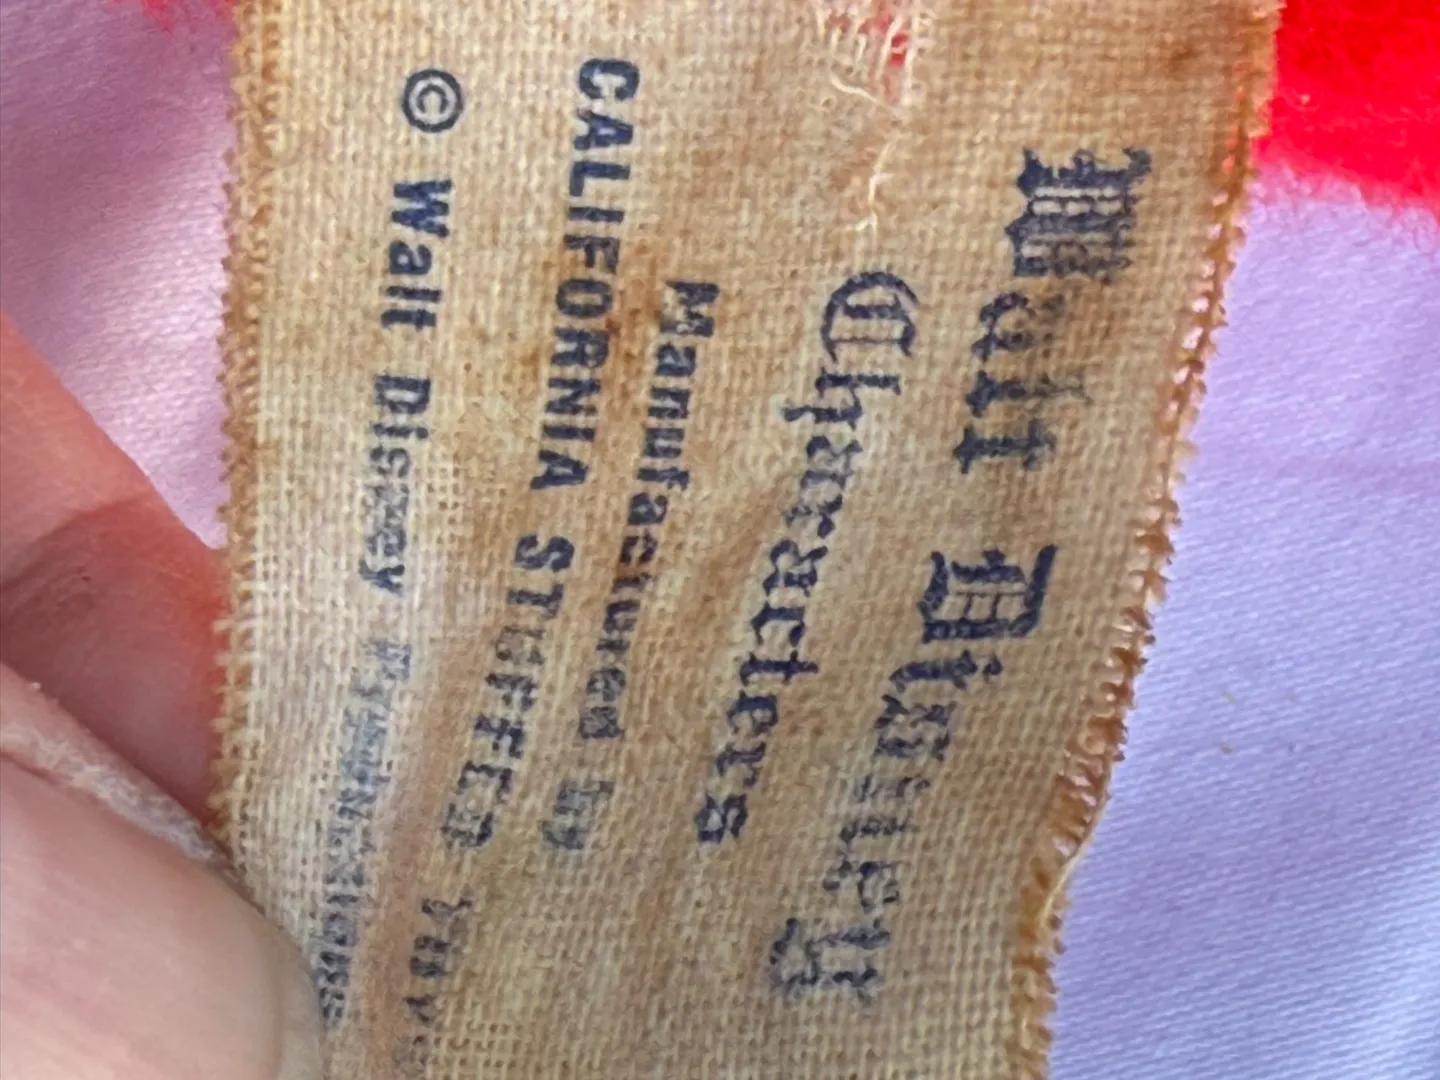 Walt Disney
Characters
Manufactured by
CALIFORNIA STUFFED TOYS
© Walt Disney Productions